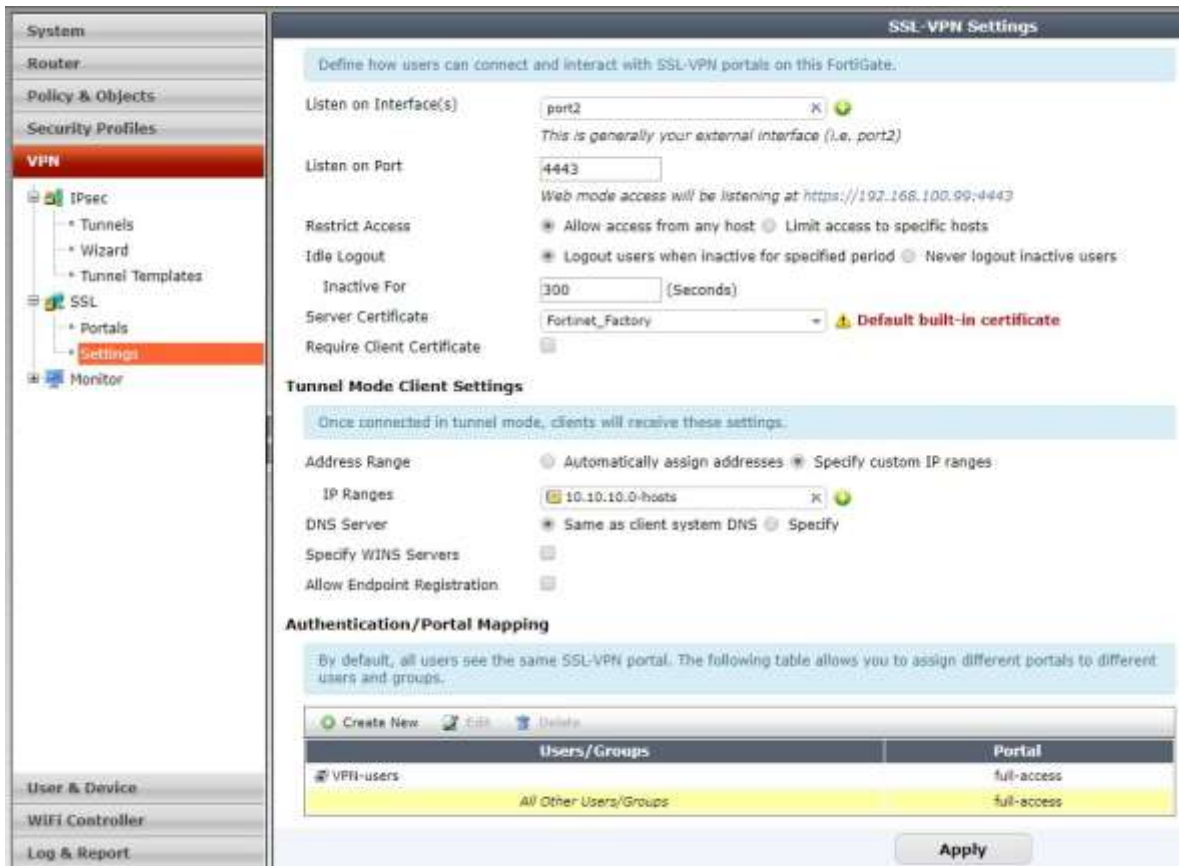 SSL-VPN Settings
System
Router
Policy & Objects
Security Profiles
VPN
IPsec
Tunnels
Wizard
Tunnel Templates
SSL
Portals
Settings
Monitor
User & Device
WiFi Controller
Log & Report
Define how users can connect and interact with SSL-VPN portals on this FortiGate.
Listen on Interface(s) port2
This is generally your external interface (i.e. port2)
Listen on Port 4443
Web mode access will be listening at https://192.168.100.99:4443
Restrict Access Allow access from any host Limit access to specific hosts
Idle Logout Logout users when inactive for specified period Never logout inactive users
Inactive For 300 (Seconds)
Server Certificate Fortinet_Factory Default built-in certificate
Require Client Certificate
Tunnel Mode Client Settings
Once connected in tunnel mode, clients will receive these settings.
Address Range Automatically assign addresses Specify custom IP ranges
IP Ranges 10.10.10.0-hosts
DNS Server Same as client system DNS Specify
Specify WINS Servers
Allow Endpoint Registration
Authentication/Portal Mapping
By default, all users see the same SSL-VPN portal. The following table allows you to assign different portals to different
users and groups.
Create New Edit Delete
Users/Groups Portal
VPN-users full-access
All Other Users/Groups full-access
Apply